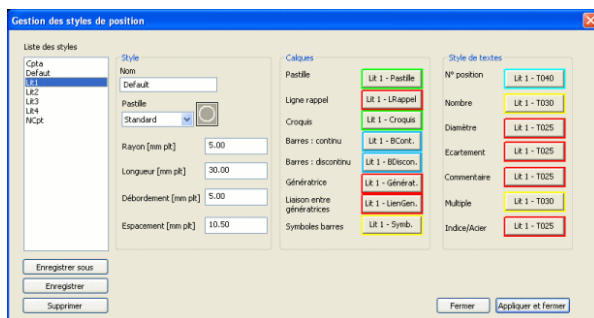 Gestion des styles de position
Liste des styles
Cpta
Defaut
Lit1
Lit2
Lit3
Lit4
NCpt
Enregistrer sous
Enregistrer
Supprimer
Style
Nom
Default
Pastille
Standard
Rayon [mm plt] 5.00
Longueur [mm plt] 30.00
Débordement [mm plt] 5.00
Espacement [mm plt] 10.50
Calques
Pastille Lit 1 - Pastille
Ligne rappel Lit 1 - LRappel
Croquis Lit 1 - Croquis
Barres : continu Lit 1 - BCont.
Barres : discontinu Lit 1 - BDiscon.
Génératrice Lit 1 - Générat.
Liaison entre
génératrices Lit 1 - LienGen.
Symboles barres Lit 1 - Symb.
Style de textes
N° position Lit 1 - T040
Nombre Lit 1 - T030
Diamètre Lit 1 - T025
Ecartement Lit 1 - T025
Commentaire Lit 1 - T025
Multiple Lit 1 - T030
Indice/Acier Lit 1 - T025
Fermer
Appliquer et fermer